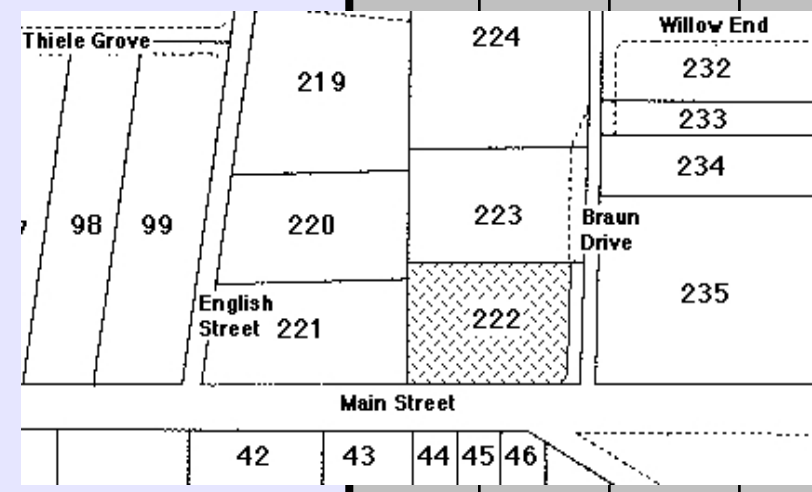 Willow End
224
Thiele Grove
232
219
233
234
98
99
220
223
Braun
Drive
235
English
Street
221
222
Main Street
42
43
44
45
46